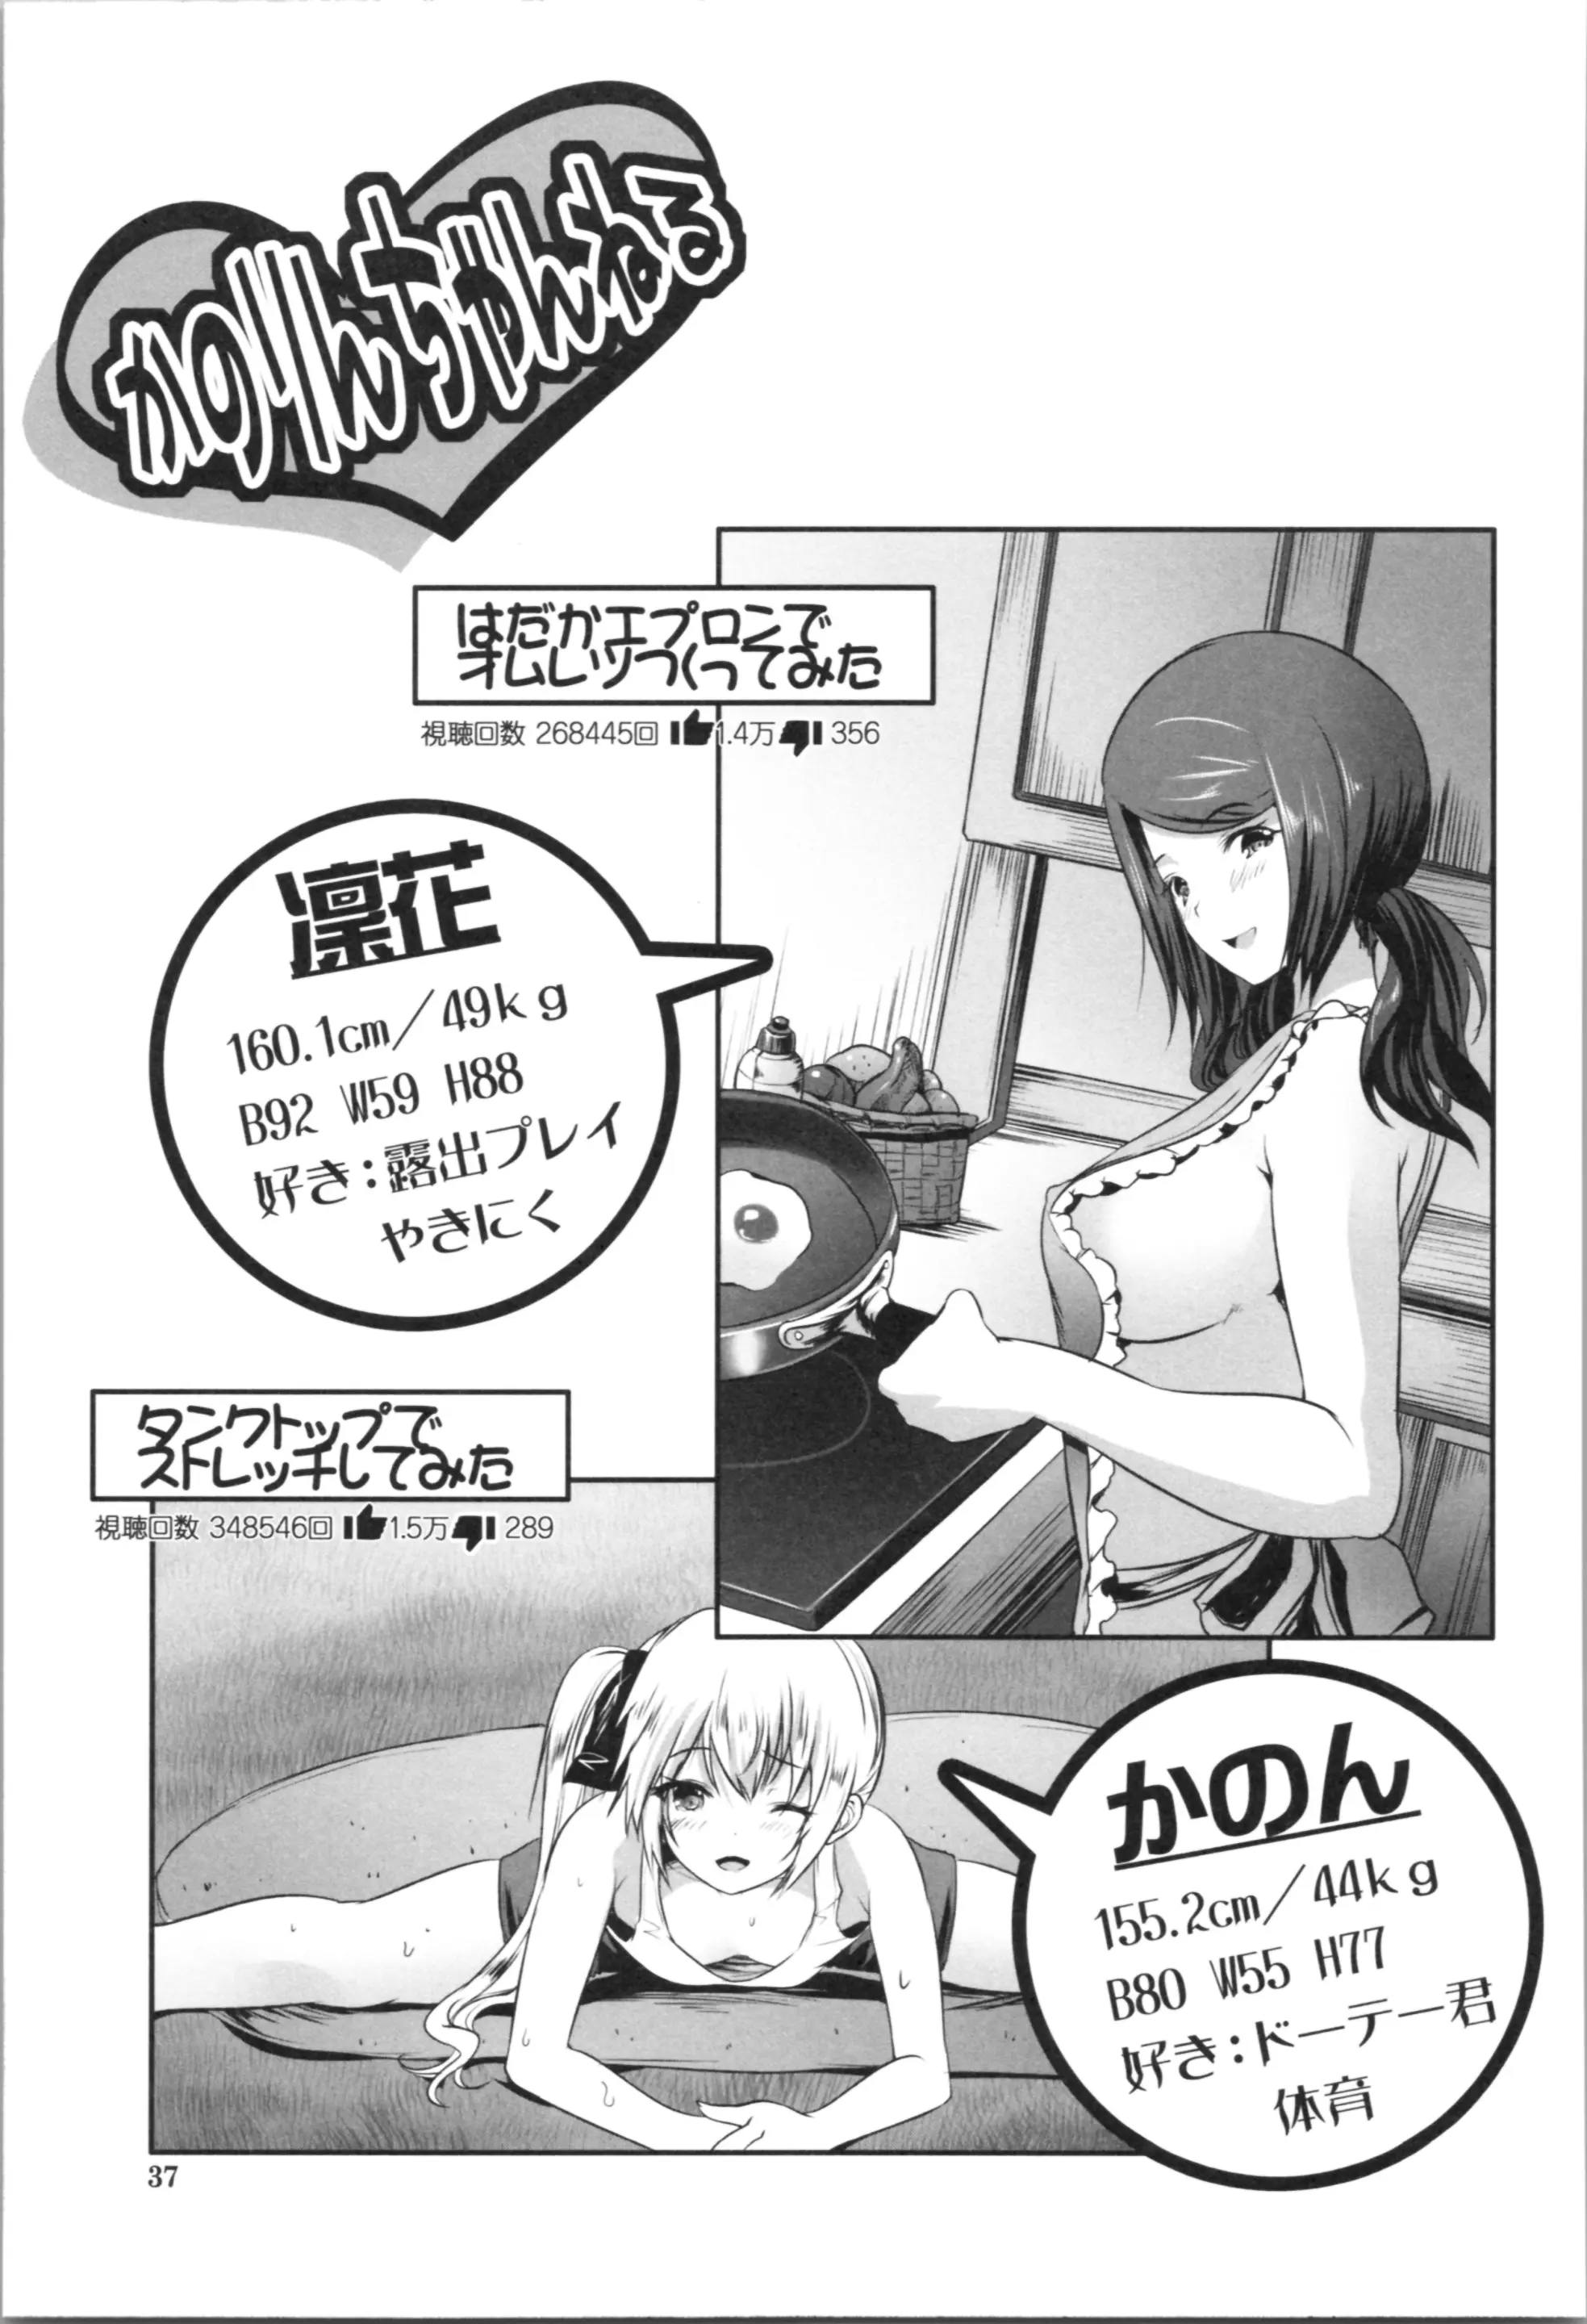 かのりんちゃんねる
はだかエプロンで
オムレツつくってみた
視聴回数 268445回 1.4万 356
凛花
160.1cm/49kg
B92 W59 H88
好き:露出プレイ
やきにく
タンクトップで
ストレッチしてみた
視聴回数 348546回 1.5万 289
かのん
155.2cm/44kg
B80 W55 H77
好き:ドーテー君
体育
37